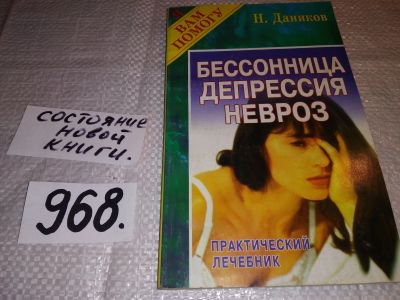 Я
ВАМ
ПОМОГУ
Н. Даников
БЕССОННИЦА
ДЕПРЕССИЯ
НЕВРОЗ
ПРАКТИЧЕСКИЙ
ЛЕЧЕБНИК
состояние
новой
книги.
968.